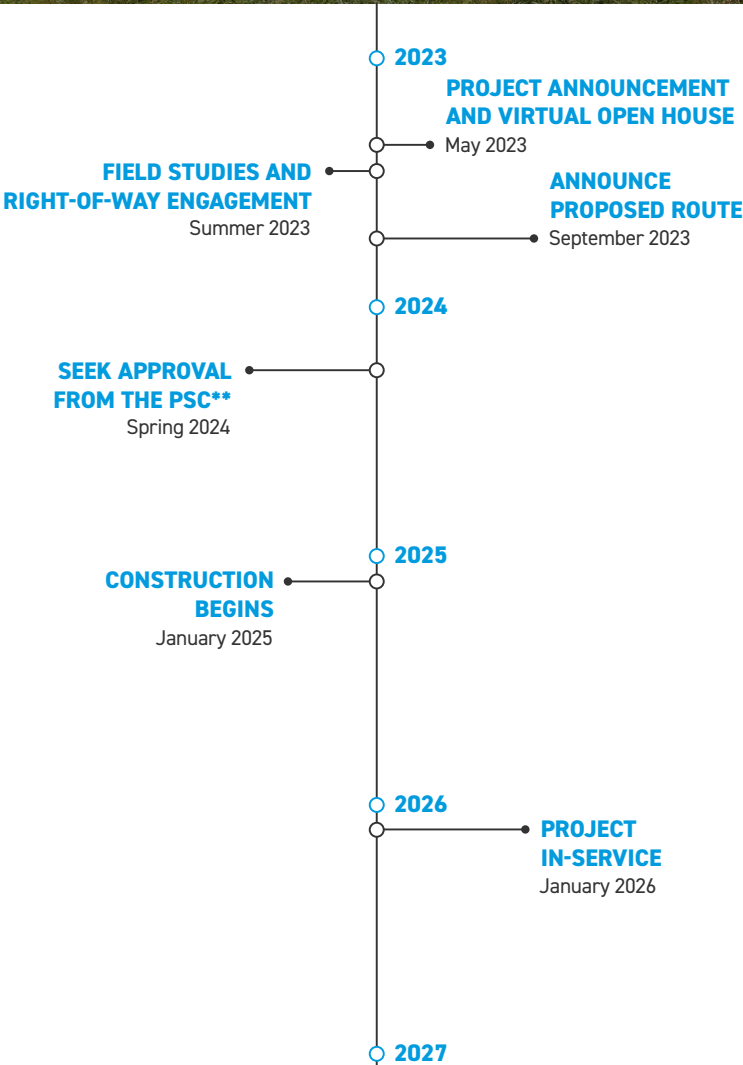 2023
PROJECT ANNOUNCEMENT
AND VIRTUAL OPEN HOUSE
May 2023
FIELD STUDIES AND
RIGHT-OF-WAY ENGAGEMENT
Summer 2023
ANNOUNCE
PROPOSED ROUTE
September 2023
2024
SEEK APPROVAL
FROM THE PSC**
Spring 2024
2025
CONSTRUCTION
BEGINS
January 2025
2026
PROJECT
IN-SERVICE
January 2026
2027